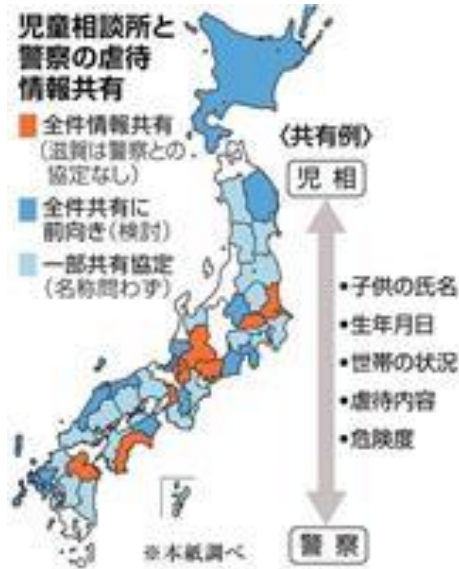 児童相談所と
警察の虐待
情報共有
全件情報共有
(滋賀は警察との
協定なし)
全件共有に
前向き(検討)
一部共有協定
(名称問わず)
〈共有例〉
児相
•子供の氏名
•生年月日
•世帯の状況
•虐待内容
•危険度
警察
※本紙調べ